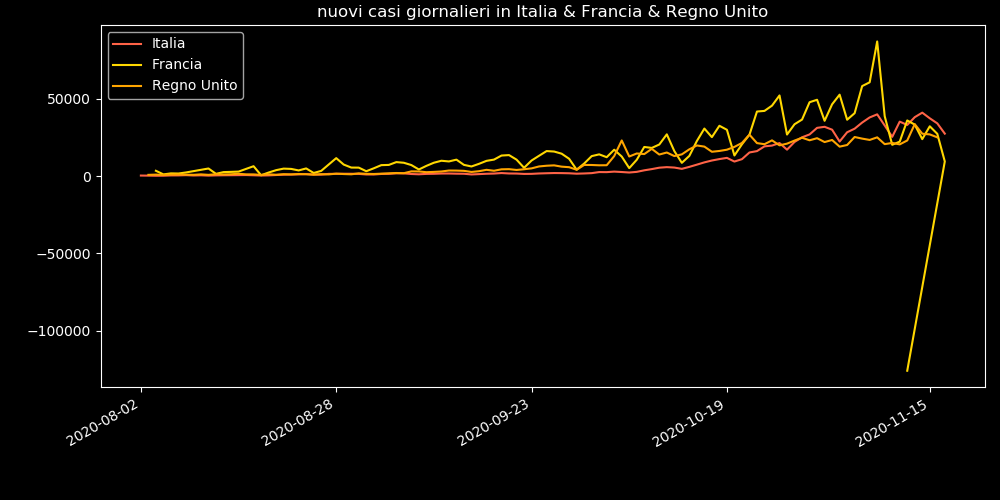 nuovi casi giornalieri in Italia & Francia & Regno Unito
Italia
Francia
Regno Unito
50000
0
−50000
−100000
2020-08-02
2020-08-28
2020-09-23
2020-10-19
2020-11-15